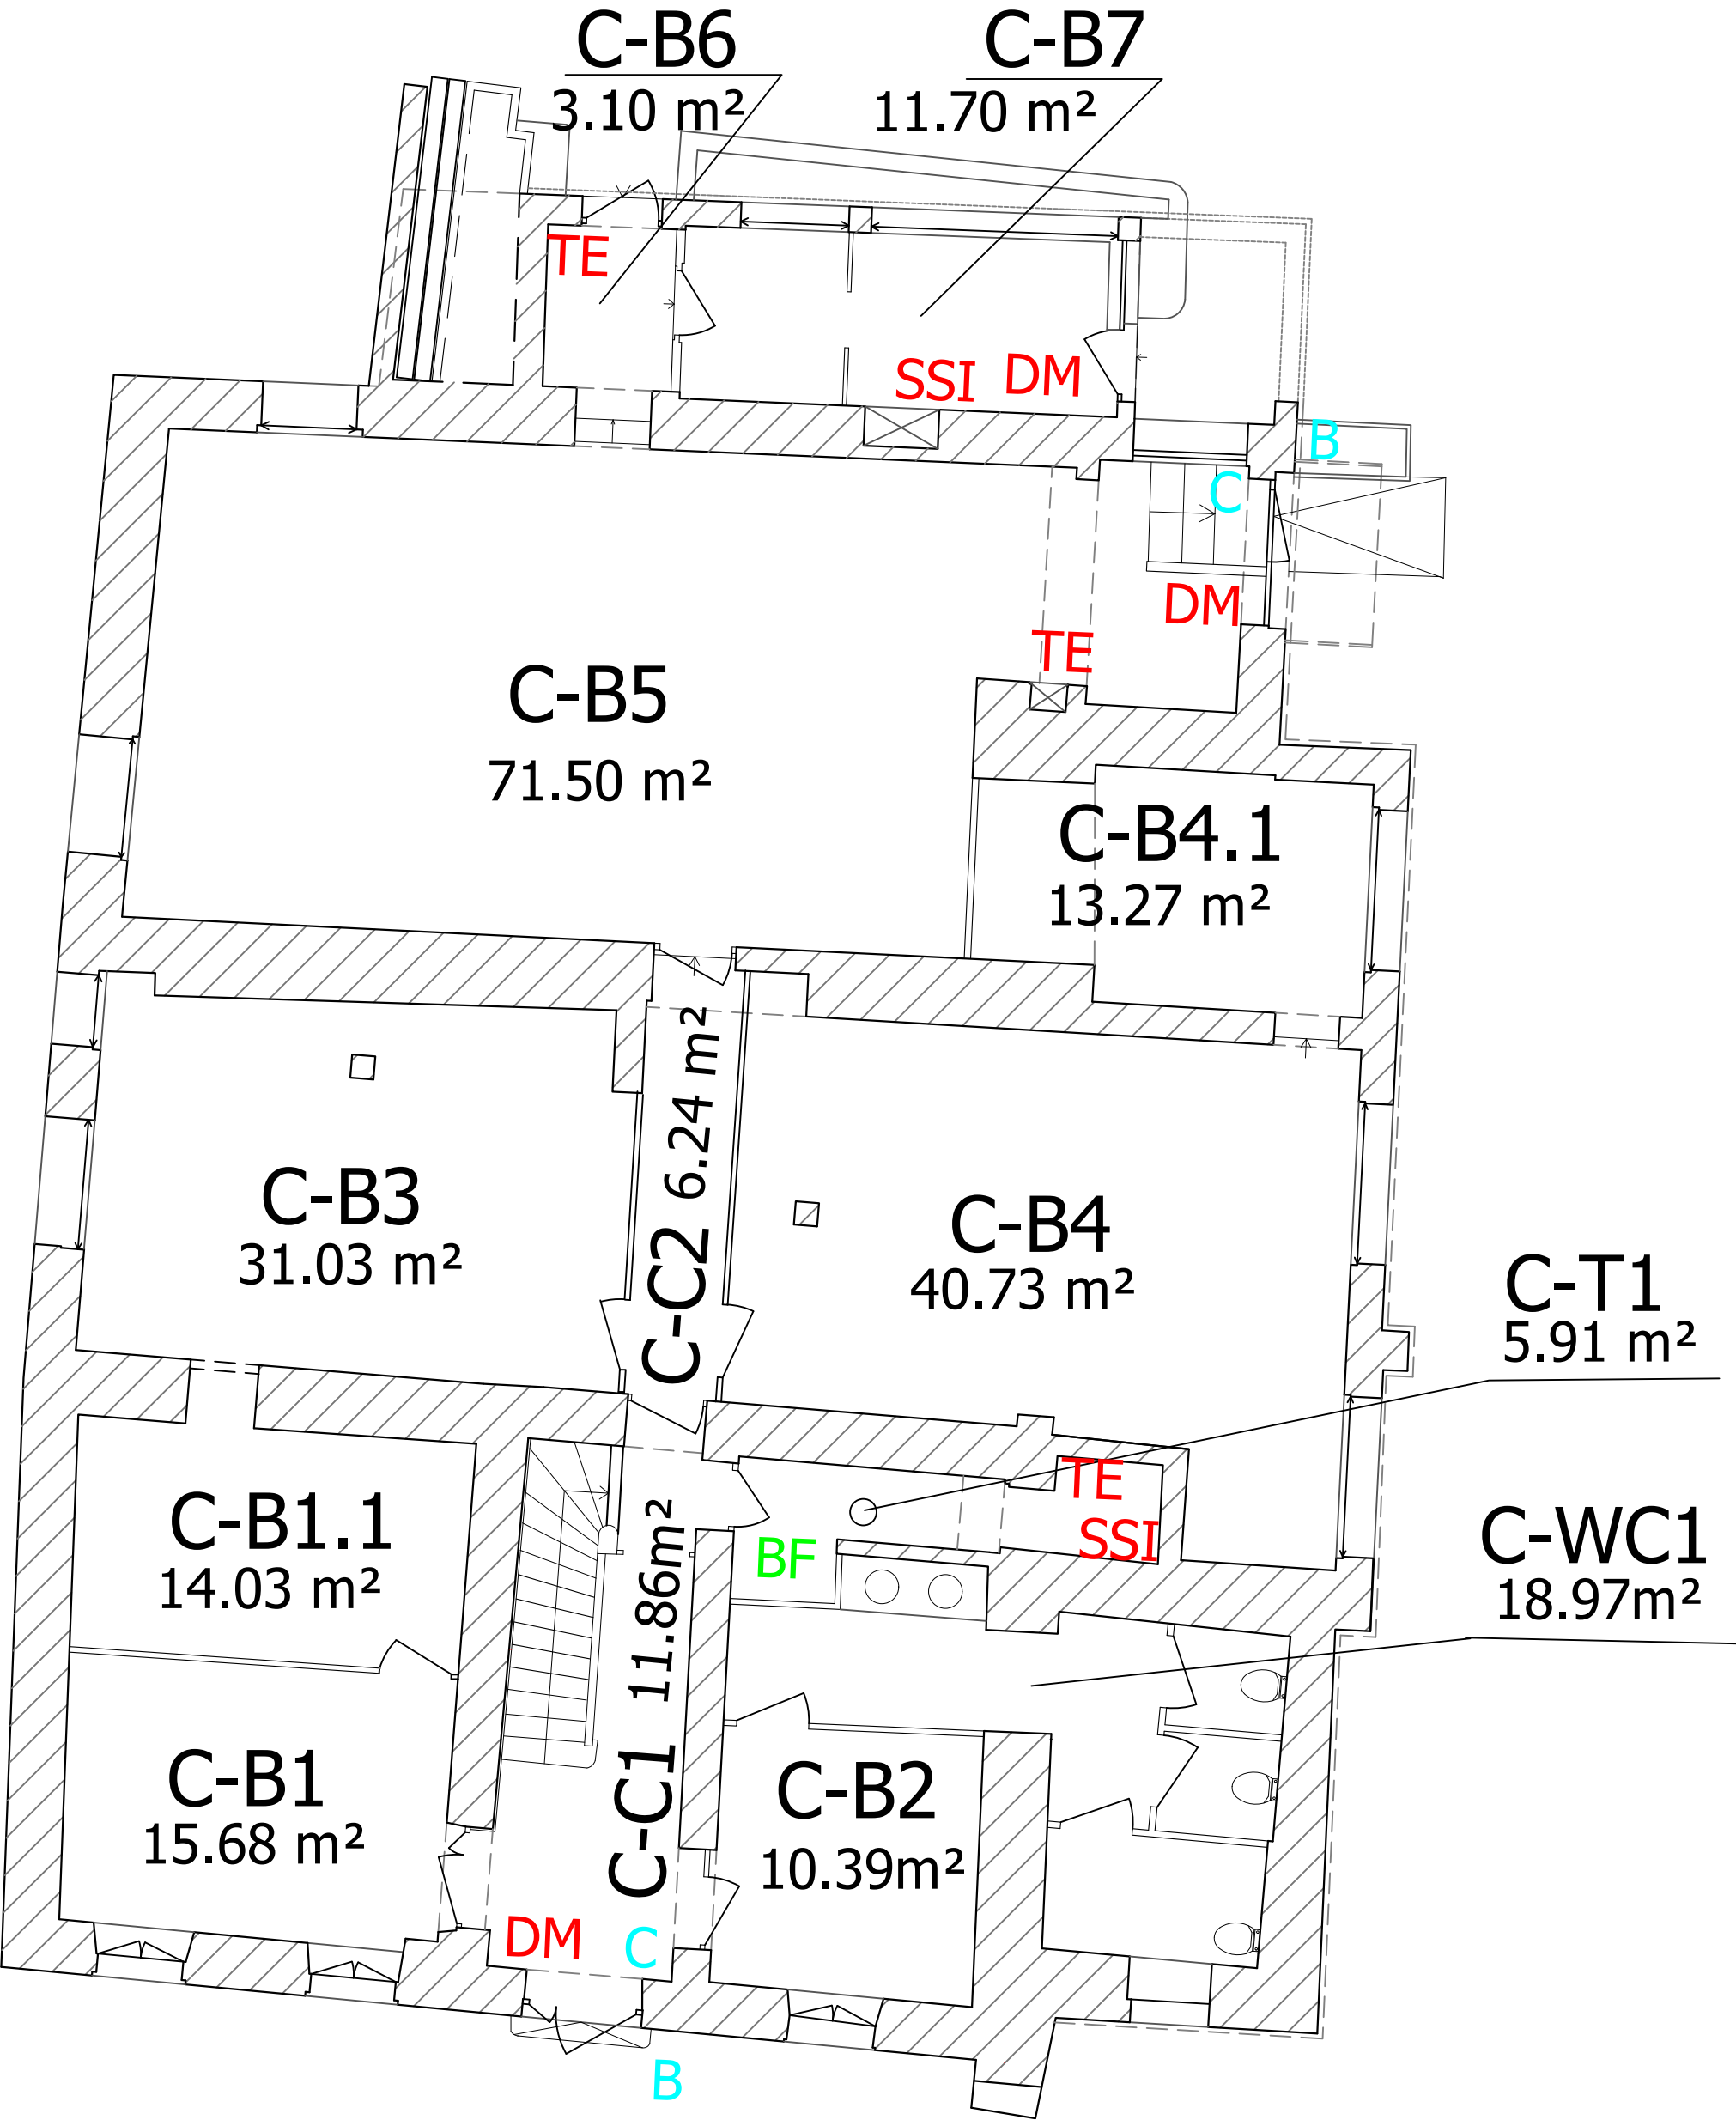 C-B6
3.10 m²
C-B7
11.70 m²
TE
SSI DM
B
C
DM
TE
C-B5
71.50 m²
C-B4.1
13.27 m²
C-C2 6.24 m²
C-B3
31.03 m²
C-B4
40.73 m²
C-T1
5.91 m²
TE
SSI
BF
C-WC1
18.97m²
C-B1.1
14.03 m²
C-C1 11.86m²
C-B1
15.68 m²
C-B2
10.39m²
DM
C
B